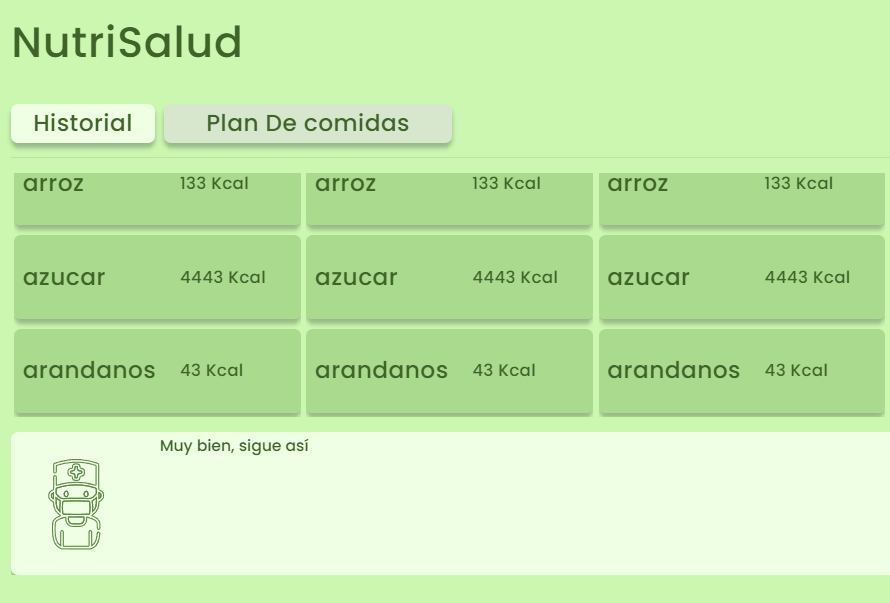 NutriSalud
Historial Plan De comidas
arroz 133 Kcal arroz 133 Kcal arroz 133 Kcal
azucar 4443 Kcal azucar 4443 Kcal azucar 4443 Kcal
arandanos 43 Kcal arandanos 43 Kcal arandanos 43 Kcal
Muy bien, sigue así